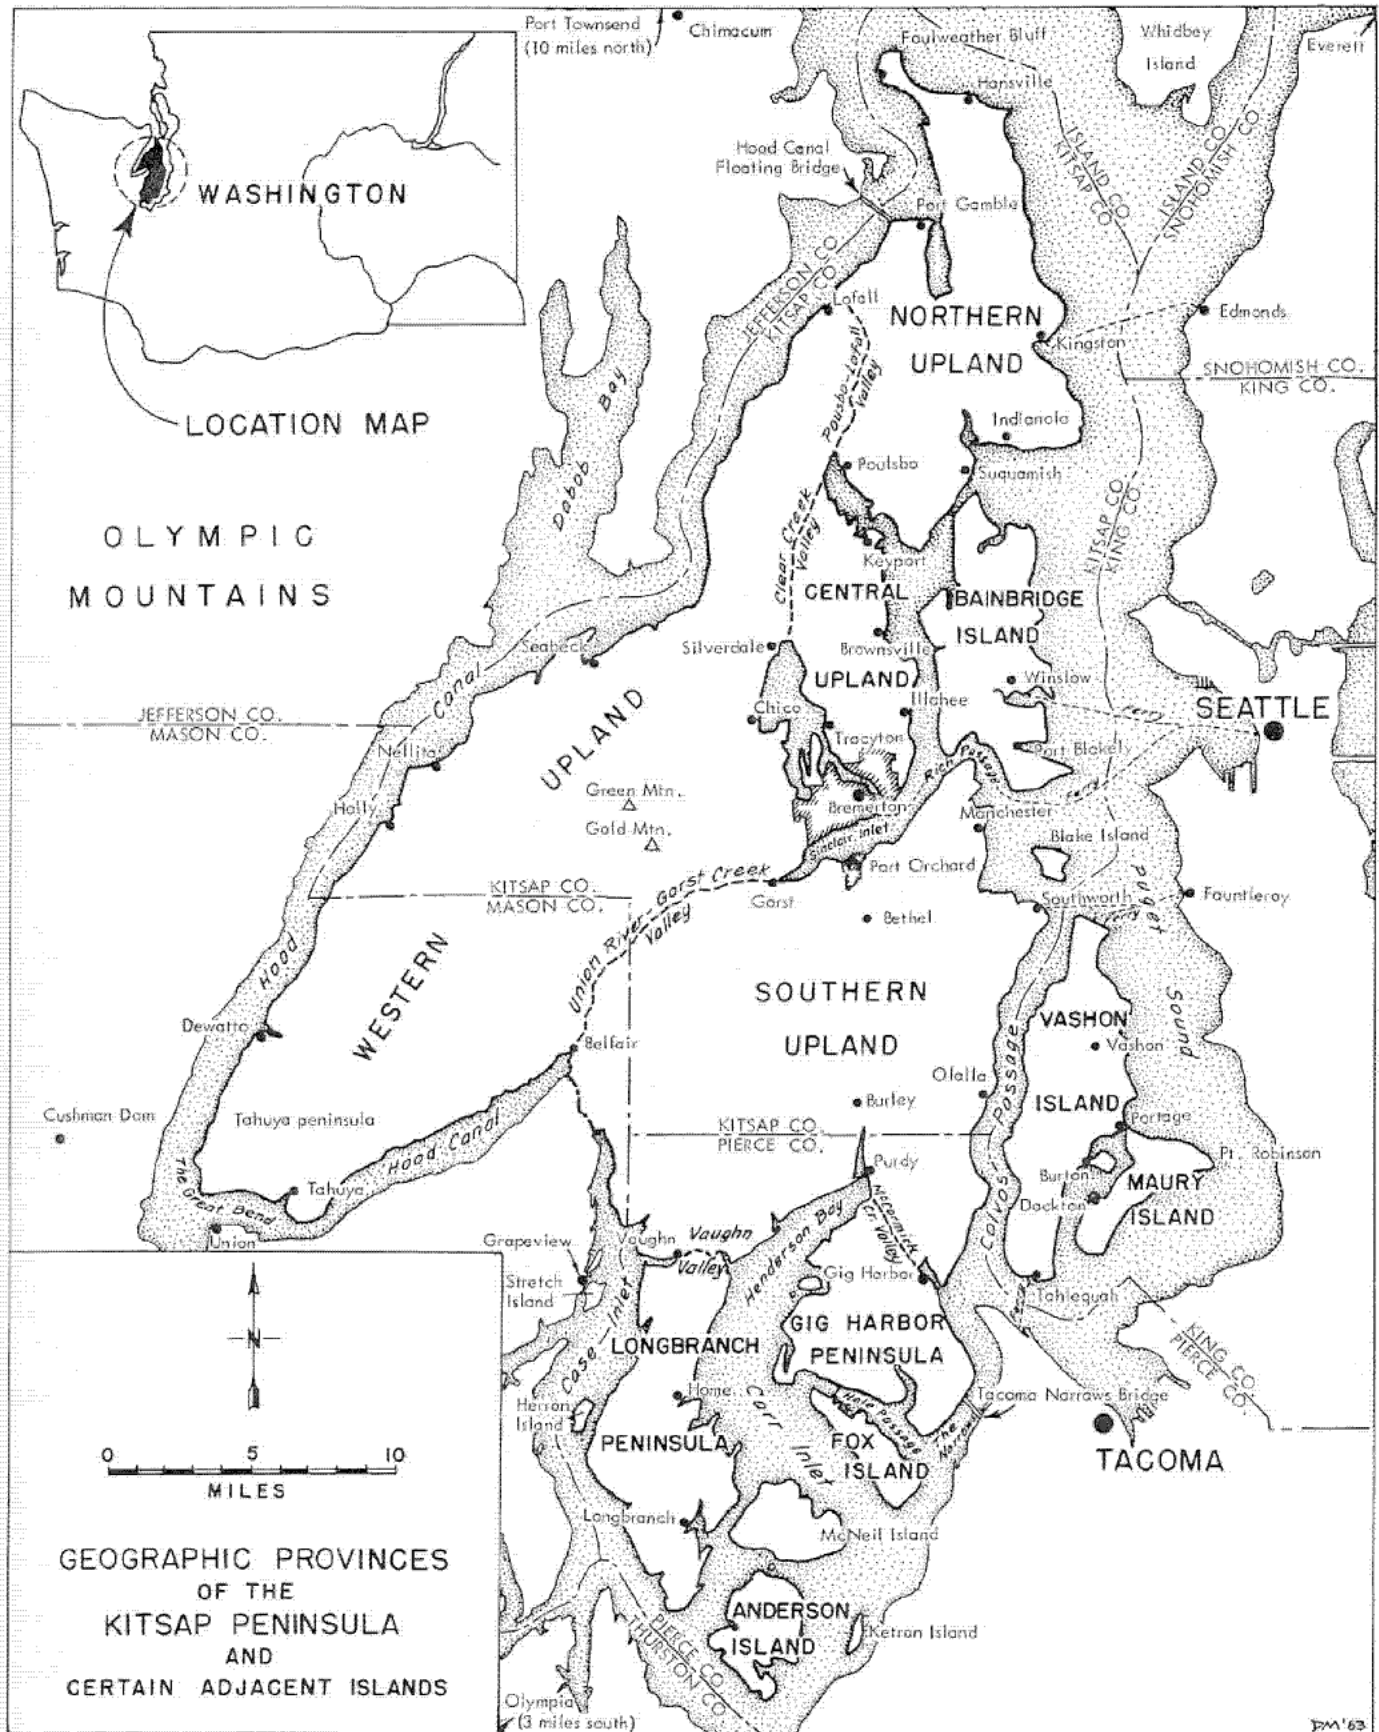 Port Townsend
(10 miles north)
Chimacum
Foulweather Bluff
Whidbey
Island
Everett
Hansville
Hood Canal
Floating Bridge
ISLAND CO
KITSAP CO
ISLAND CO
SNOHOMISH CO
WASHINGTON
Port Gamble
JEFFERSON CO
KITSAP CO
Lofall
NORTHERN
UPLAND
Edmonds
Kingston
SNOHOMISH CO.
KING CO.
LOCATION MAP
Dabob Bay
Poulsbo-Lofall
Valley
Indianola
Poulsbo
Suquamish
OLYMPIC
MOUNTAINS
Clear Creek
Valley
KITSAP CO
KING CO
Keyport
CENTRAL
UPLAND
BAINBRIDGE
ISLAND
Seabeck
Silverdale
Brownsville
Winslow
Illahee
SEATTLE
Ferry
JEFFERSON CO.
MASON CO.
Canal
Chico
Tracyton
Port Blakely
Rich Passage
Nellita
UPLAND
Green Mtn.
Gold Mtn.
Holly
Bremerton
Sinclair Inlet
Manchester
Ferry
Blake Island
Port Orchard
KITSAP CO.
MASON CO.
Gorst
Union River-Gorst Creek
Valley
Bethel
Southworth
Ferry
Fauntleroy
Puget
Sound
Hood
WESTERN
SOUTHERN
UPLAND
VASHON
ISLAND
Vashon
Dewatto
Belfair
Olalla
Colvos Passage
Cushman Dam
Tahuya peninsula
Burley
KITSAP CO.
PIERCE CO.
Portage
Hood Canal
Pt. Robinson
Burton
MAURY
ISLAND
Dockton
The Great Bend
Tahuya
Union
Purdy
McCormick
Cr. Valley
Vaughn
Vaughn
Valley
Henderson Bay
Grapeview
Stretch
Island
Gig Harbor
Tahlequah
Ferry
Case Inlet
LONGBRANCH
PENINSULA
GIG HARBOR
PENINSULA
KING CO.
PIERCE CO.
Home
Herron
Island
Carr
Inlet
Hale Passage
Tacoma Narrows Bridge
The
Narrows
FOX
ISLAND
TACOMA
Longbranch
McNeil Island
ANDERSON
ISLAND
Ketron Island
PIERCE CO
THURSTON CO
Olympia
(3 miles south)
N
0 5 10
MILES
GEOGRAPHIC PROVINCES
OF THE
KITSAP PENINSULA
AND
CERTAIN ADJACENT ISLANDS
DM'63